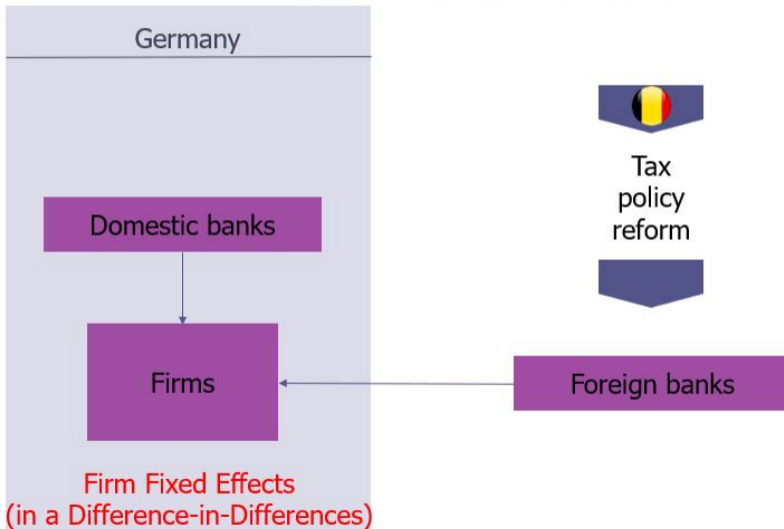 Germany
Tax
policy
reform
Domestic banks
Firms
Foreign banks
Firm Fixed Effects
(in a Difference-in-Differences)